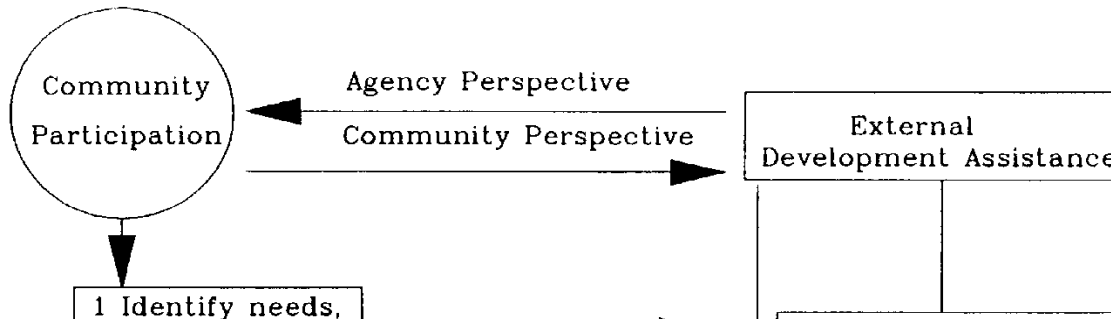 Community
Participation
Agency Perspective
Community Perspective
External
Development Assistance
1 Identify needs,